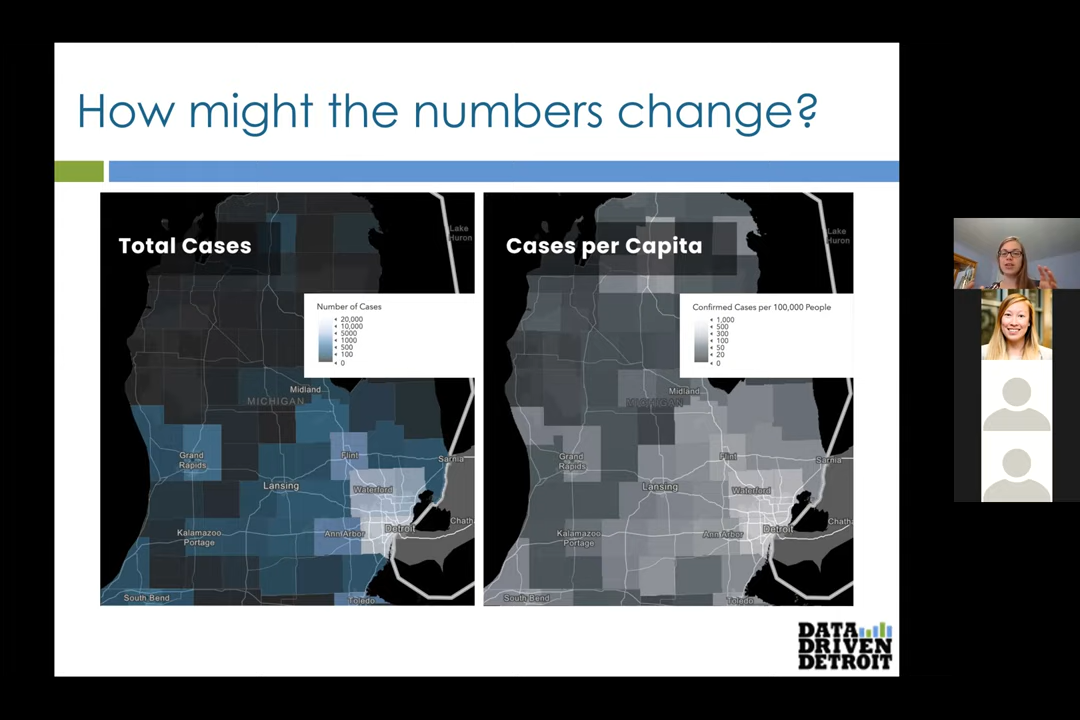 How might the numbers change?
Total Cases
Lake
Huron
Number of Cases
20,000
10,000
5000
1000
500
100
0
Midland
MICHIGAN
Grand
Rapids
Flint
Sarnia
Lansing
Waterford
Kalamazoo
Portage
Ann Arbor
Detroit
Chath
South Bend
Toledo
Cases per Capita
Lake
Huron
Confirmed Cases per 100,000 People
1,000
500
300
100
50
20
0
Midland
MICHIGAN
Grand
Rapids
Flint
Sarnia
Lansing
Waterford
Kalamazoo
Portage
Ann Arbor
Detroit
Chatha
South Bend
Toledo
DATA
DRIVEN
DETROIT